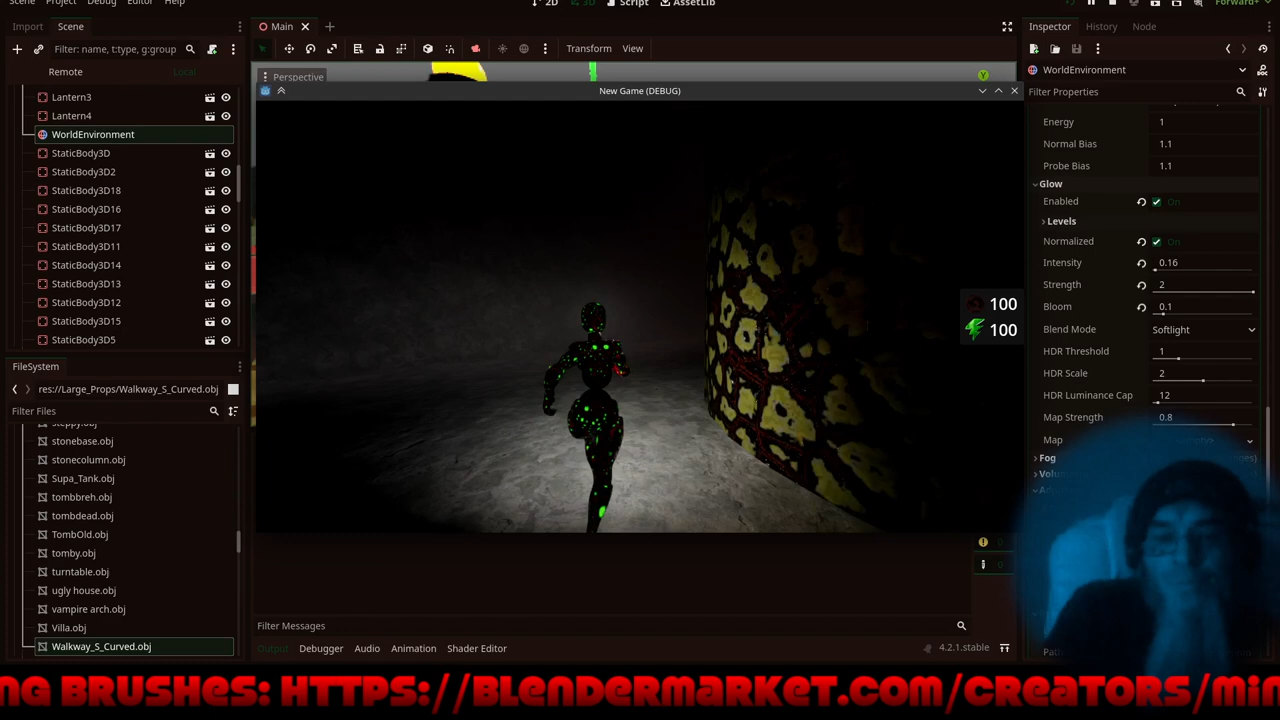 Scene Project Debug Editor Help
2D 3D Script AssetLib
Forward+
Import Scene
Main
Inspector History Node
Filter: name, t:type, g:group
Transform View
Remote Local
Perspective
Y
WorldEnvironment
New Game (DEBUG)
Filter Properties
Lantern3
Lantern4
WorldEnvironment
StaticBody3D
StaticBody3D2
StaticBody3D18
StaticBody3D16
StaticBody3D17
StaticBody3D11
StaticBody3D14
StaticBody3D13
StaticBody3D12
StaticBody3D15
StaticBody3D5
100
100
Energy 1
Normal Bias 1.1
Probe Bias 1.1
Glow
Enabled On
Levels
Normalized On
Intensity 0.16
Strength 2
Bloom 0.1
Blend Mode Softlight
HDR Threshold 1
HDR Scale 2
HDR Luminance Cap 12
Map Strength 0.8
Map
Fog
FileSystem
res://Large_Props/Walkway_S_Curved.obj
Filter Files
steppy.obj
stonebase.obj
stonecolumn.obj
Supa_Tank.obj
tombbreh.obj
tombdead.obj
TombOld.obj
tomby.obj
turntable.obj
ugly house.obj
vampire arch.obj
Villa.obj
Walkway_S_Curved.obj
Filter Messages
Output Debugger Audio Animation Shader Editor
4.2.1.stable
ng Brushes: https://blendermarket.com/creators/min